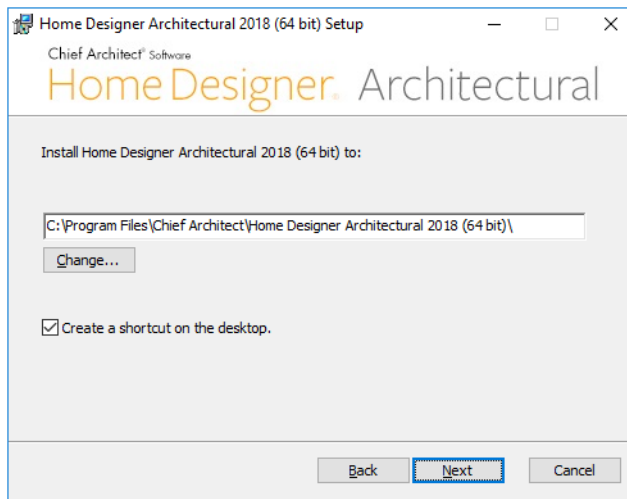 Home Designer Architectural 2018 (64 bit) Setup
Chief Architect® Software
Home Designer® Architectural
Install Home Designer Architectural 2018 (64 bit) to:
C:\Program Files\Chief Architect\Home Designer Architectural 2018 (64 bit)\
Change...
Create a shortcut on the desktop.
Back Next Cancel